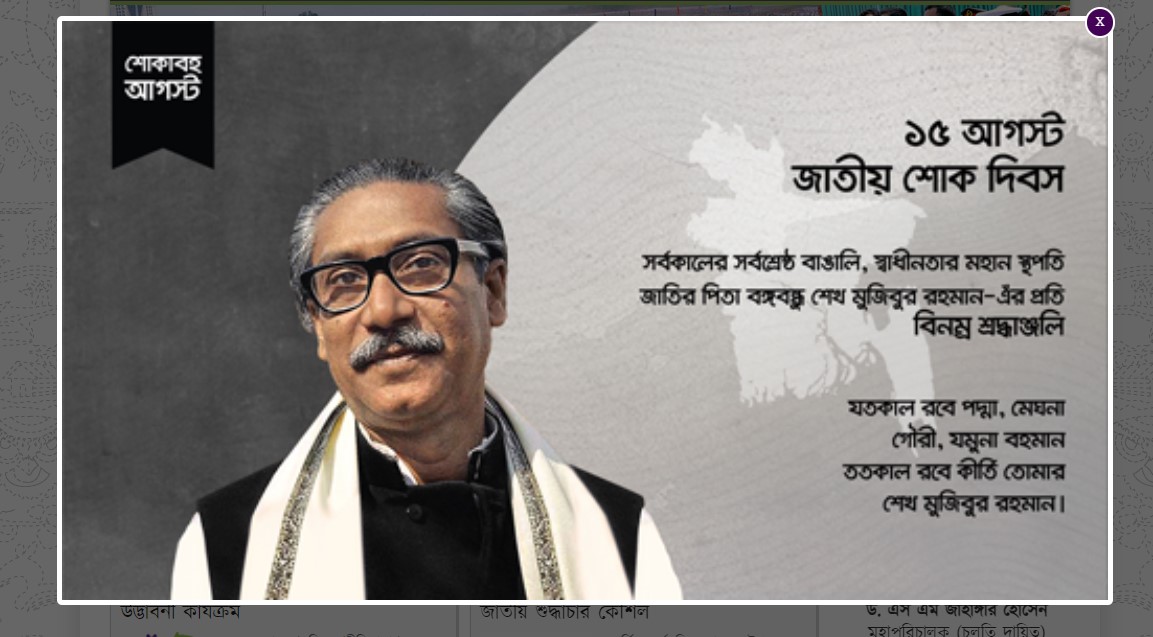 x
শোকাবহ
আগস্ট
১৫ আগস্ট
জাতীয় শোক দিবস
সর্বকালের সর্বশ্রেষ্ঠ বাঙালি, স্বাধীনতার মহান স্থপতি
জাতির পিতা বঙ্গবন্ধু শেখ মুজিবুর রহমান-এঁর প্রতি
বিনম্র শ্রদ্ধাঞ্জলি
যতকাল রবে পদ্মা, মেঘনা
গৌরী, যমুনা বহমান
ততকাল রবে কীর্তি তোমার
শেখ মুজিবুর রহমান।
উদ্ভাবনী কার্যক্রম
জাতীয় শুদ্ধাচার কৌশল
ড. এস এম জাহাঙ্গীর হোসেন
মহাপরিচালক (চলতি দায়িত্ব)